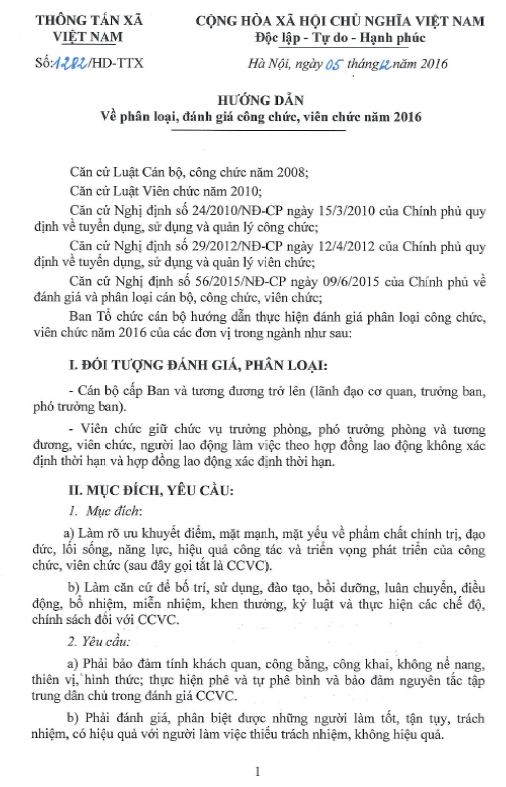 THÔNG TẤN XÃ
VIỆT NAM
Số:1282/HD-TTX
CỘNG HÒA XÃ HỘI CHỦ NGHĨA VIỆT NAM
Độc lập - Tự do - Hạnh phúc
Hà Nội, ngày 05 tháng 12 năm 2016
HƯỚNG DẪN
Về phân loại, đánh giá công chức, viên chức năm 2016
Căn cứ Luật Cán bộ, công chức năm 2008;
Căn cứ Luật Viên chức năm 2010;
Căn cứ Nghị định số 24/2010/NĐ-CP ngày 15/3/2010 của Chính phủ quy
định về tuyển dụng, sử dụng và quản lý công chức;
Căn cứ Nghị định số 29/2012/NĐ-CP ngày 12/4/2012 của Chính phủ quy
định về tuyển dụng, sử dụng và quản lý viên chức;
Căn cứ Nghị định số 56/2015/NĐ-CP ngày 09/6/2015 của Chính phủ về
đánh giá và phân loại cán bộ, công chức, viên chức;
Ban Tổ chức cán bộ hướng dẫn thực hiện đánh giá phân loại công chức,
viên chức năm 2016 của các đơn vị trong ngành như sau:
I. ĐỐI TƯỢNG ĐÁNH GIÁ, PHÂN LOẠI:
- Cán bộ cấp Ban và tương đương trở lên (lãnh đạo cơ quan, trưởng ban,
phó trưởng ban).
- Viên chức giữ chức vụ trưởng phòng, phó trưởng phòng và tương
đương, viên chức, người lao động làm việc theo hợp đồng lao động không xác
định thời hạn và hợp đồng lao động xác định thời hạn.
II. MỤC ĐÍCH, YÊU CẦU:
1. Mục đích:
a) Làm rõ ưu khuyết điểm, mặt mạnh, mặt yếu về phẩm chất chính trị, đạo
đức, lối sống, năng lực, hiệu quả công tác và triển vọng phát triển của công
chức, viên chức (sau đây gọi tắt là CCVC).
b) Làm căn cứ để bố trí, sử dụng, đào tạo, bồi dưỡng, luân chuyển, điều
động, bổ nhiệm, miễn nhiệm, khen thưởng, kỷ luật và thực hiện các chế độ,
chính sách đối với CCVC.
2. Yêu cầu:
a) Phải bảo đảm tính khách quan, công bằng, công khai, không nể nang,
thiên vị, hình thức; thực hiện phê và tự phê bình và bảo đảm nguyên tắc tập
trung dân chủ trong đánh giá CCVC.
b) Phải đánh giá, phân biệt được những người làm tốt, tận tụy, trách
nhiệm, có hiệu quả với người làm việc thiếu trách nhiệm, không hiệu quả.
1